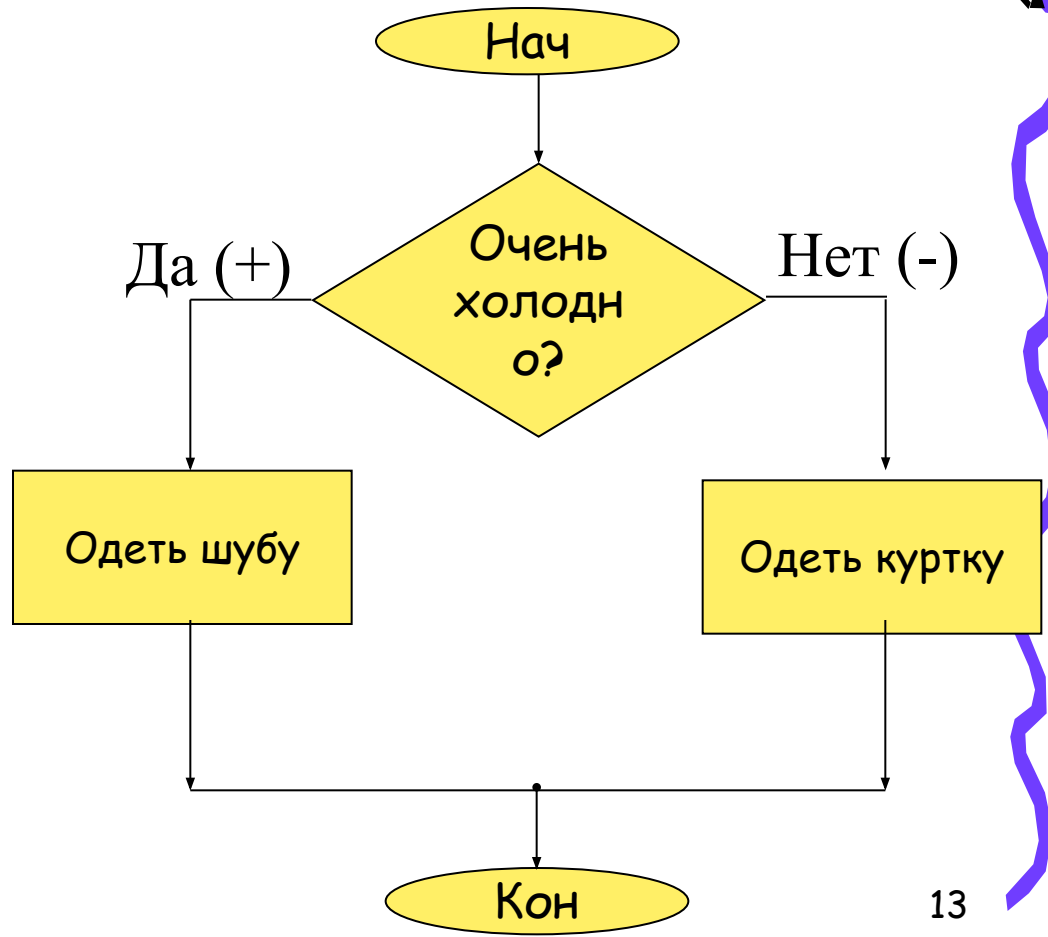 Нач
Очень
холодн
о?
Да (+)
Нет (-)
Одеть шубу
Одеть куртку
Кон
13